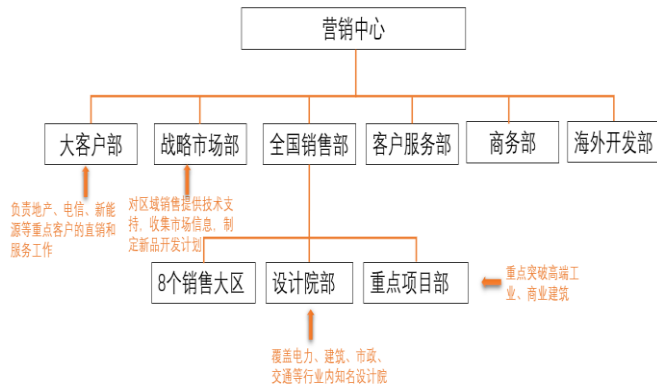 营销中心
大客户部
战略市场部
全国销售部
客户服务部
商务部
海外开发部
负责地产、电信、新能
源等重点客户的直销和
服务工作
对区域销售提供技术支
持，收集市场信息，制
定新品开发计划
8个销售大区
设计院部
重点项目部
重点突破高端工
业、商业建筑
覆盖电力、建筑、市政、
交通等行业内知名设计院